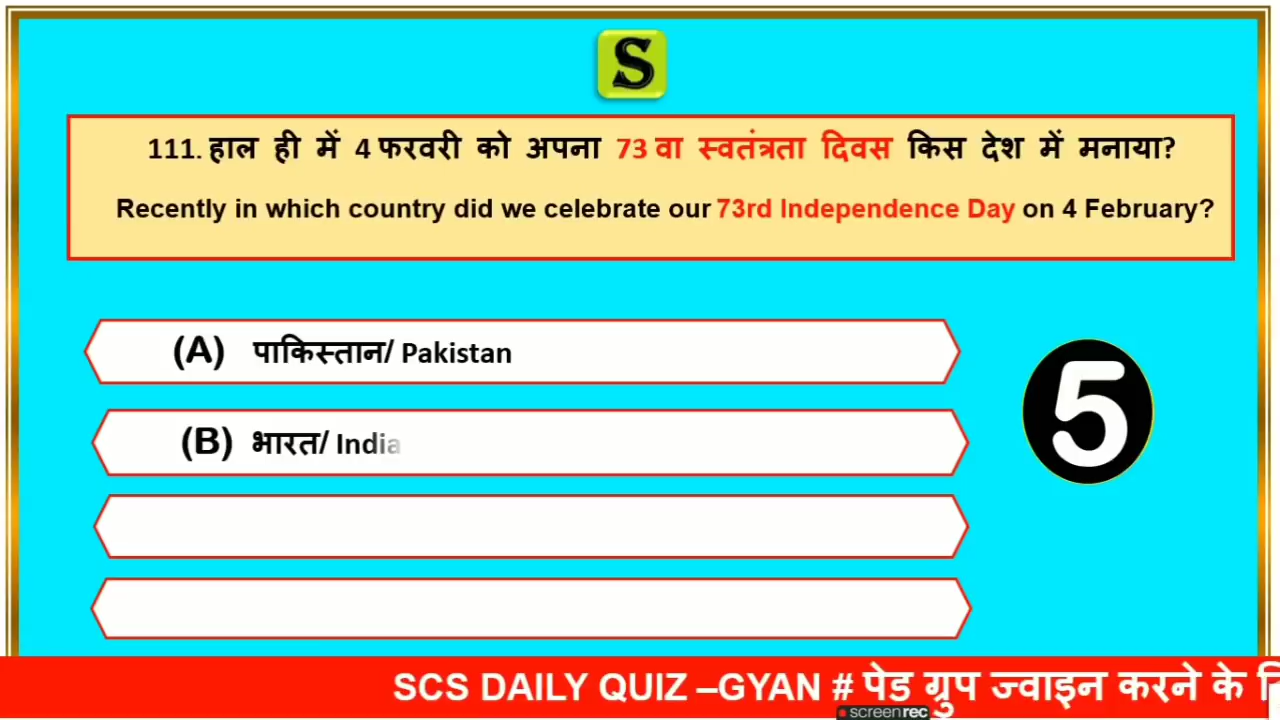 S
111. हाल ही में 4 फरवरी को अपना 73 वा स्वतंत्रता दिवस किस देश में मनाया?
Recently in which country did we celebrate our 73rd Independence Day on 4 February?
(A) पाकिस्तान/ Pakistan
(B) भारत/ India
5
SCS DAILY QUIZ –GYAN # पेड ग्रुप ज्वाइन करने के
screenrec